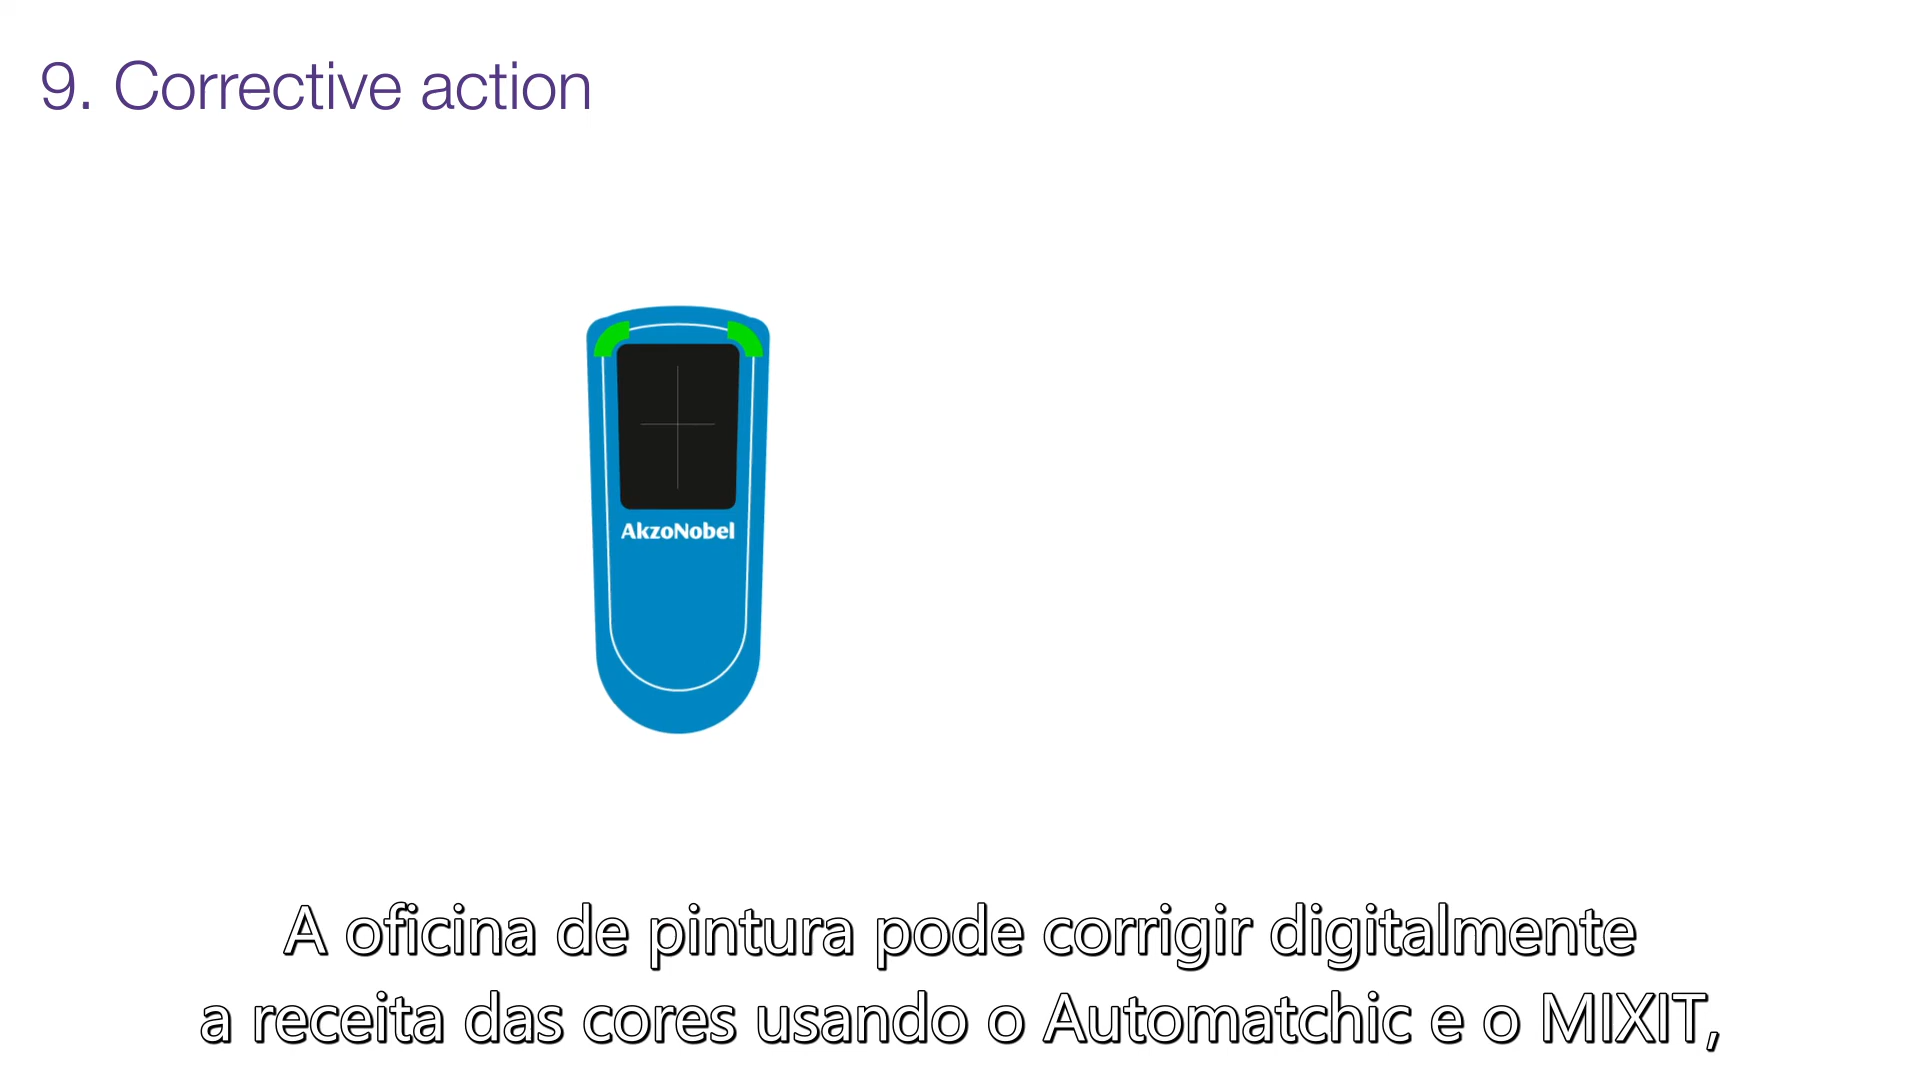 9. Corrective action
AkzoNobel
A oficina de pintura pode corrigir digitalmente
a receita das cores usando o Automatchic e o MIXIT,